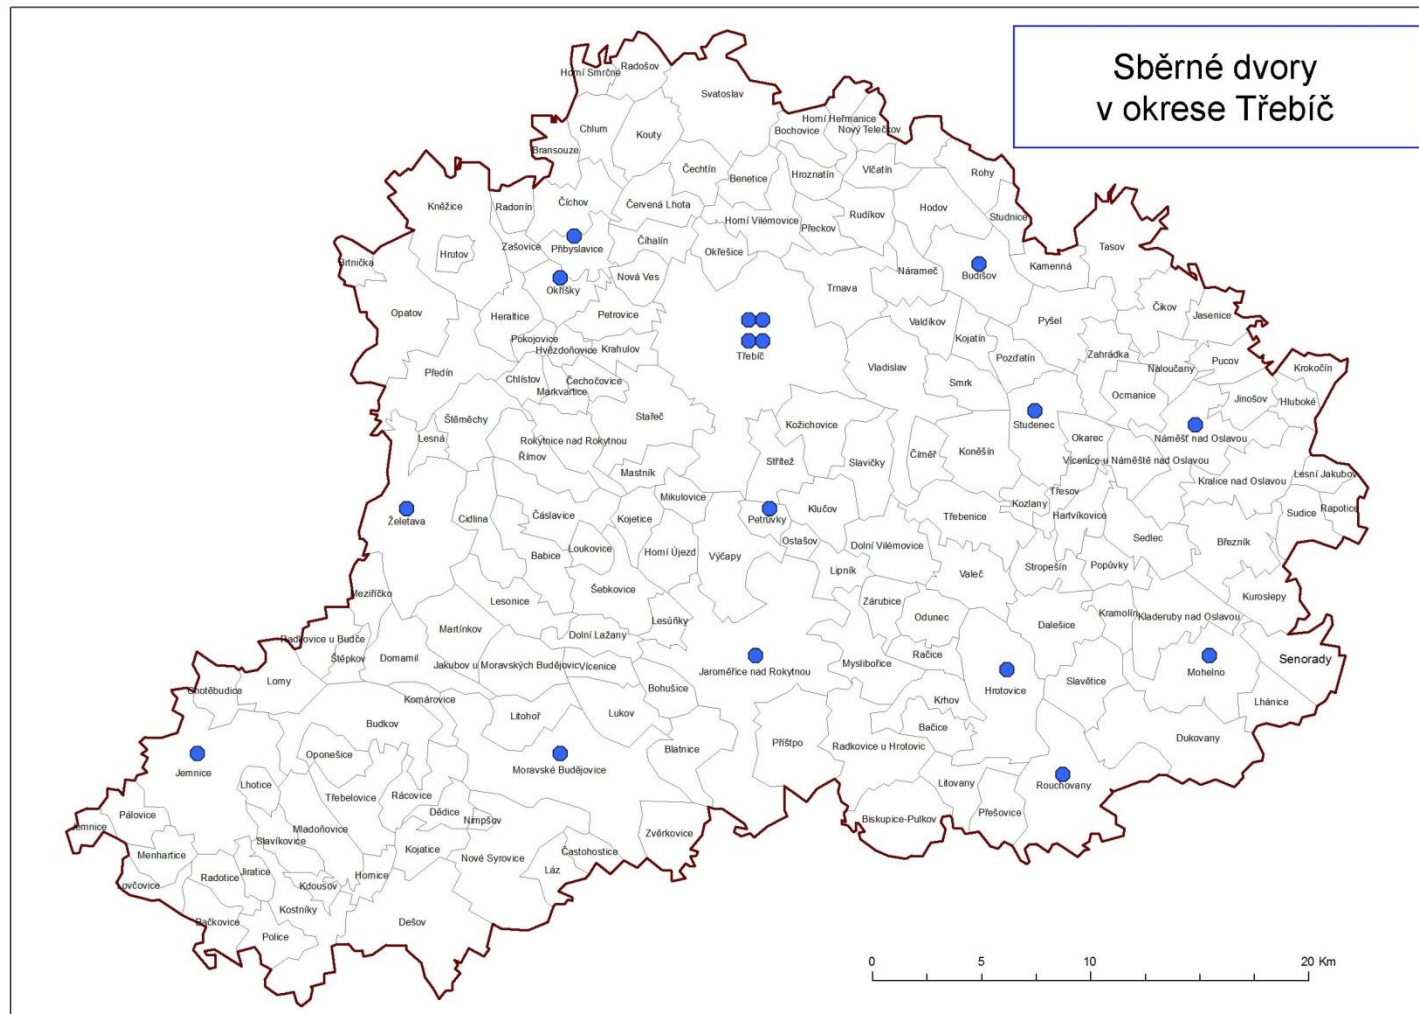 Sběrné dvory
v okrese Třebíč
Horní Smrčné
Radošov
Svatoslav
Chlum
Kouty
Bransouze
Horní Heřmanice
Bochovice
Nový Telečkov
Čechtín
Benetice
Hroznatín
Vlčatín
Rohy
Kněžice
Radonín
Číchov
Červená Lhota
Horní Vilémovice
Přeckov
Rudíkov
Hodov
Studnice
Zašovice
Přibyslavice
Číhalín
Okřešice
Tasov
Brtnička
Hrutov
Okříšky
Nová Ves
Trnava
Nárameč
Budišov
Kamenná
Opatov
Heraltice
Petrovice
Valdíkov
Pyšel
Čikov
Jasenice
Pokojovice
Hvězdoňovice
Krahulov
Třebíč
Kojatín
Pozdatín
Zahrádka
Naloučany
Pucov
Krokočín
Předín
Chlístov
Čechočovice
Markvartice
Vladislav
Smrk
Ocmanice
Jinošov
Hluboké
Štěměchy
Stařeč
Kožichovice
Studenec
Lesná
Rokytnice nad Rokytnou
Římov
Okarec
Náměšť nad Oslavou
Mastník
Střítež
Slavičky
Číměř
Koněšín
Vícenice u Náměště nad Oslavou
Kralice nad Oslavou
Lesní Jakubov
Želetava
Cidlina
Čáslavice
Kojetice
Mikulovice
Petrůvky
Klučov
Třebenice
Kozlany
Třesov
Hartvíkovice
Sudice
Rapotice
Babice
Loukovice
Horní Újezd
Výčapy
Ostašov
Dolní Vilémovice
Sedlec
Březník
Lipník
Valeč
Stropešín
Popůvky
Meziříčko
Lesonice
Šebkovice
Zárubice
Kuroslepy
Martínkov
Dolní Lažany
Lesůňky
Odunec
Dalešice
Kramolín
Kladeruby nad Oslavou
Radkovice u Budče
Štěpkov
Domamil
Jakubov u Moravských Budějovic
Vícenice
Jaroměřice nad Rokytnou
Myslibořice
Račice
Hrotovice
Slavětice
Mohelno
Senorady
Chotěbudice
Lomy
Komárovice
Bohušice
Krhov
Lhánice
Budkov
Litohoř
Lukov
Bačice
Jemnice
Oponešice
Moravské Budějovice
Blatnice
Příštpo
Radkovice u Hrotovic
Dukovany
Lhotice
Třebelovice
Rácovice
Litovany
Rouchovany
Pálovice
Dědice
Nimpšov
Přešovice
Jemnice
Mladoňovice
Slavíkovice
Zvěrkovice
Biskupice-Pulkov
Menhartice
Kojatice
Nové Syrovice
Častohostice
Lovčovice
Radotice
Jiratice
Hornice
Láz
Kdousov
Bačkovice
Kostníky
Dešov
Police
0 5 10 20 Km